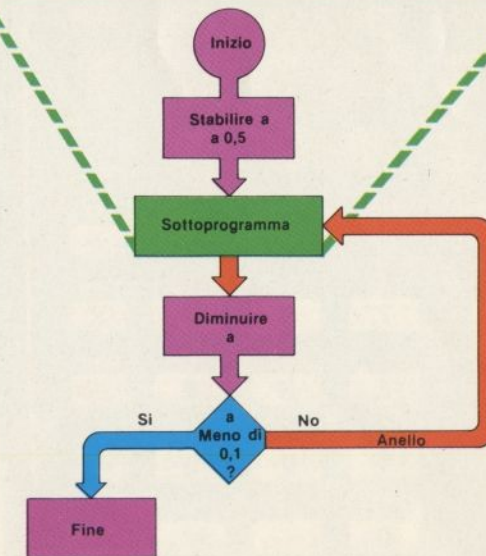 Inizio
Stabilire a
a 0,5
Sottoprogramma
Diminuire
a
Si
a
Meno di
0,1
?
No
Anello
Fine